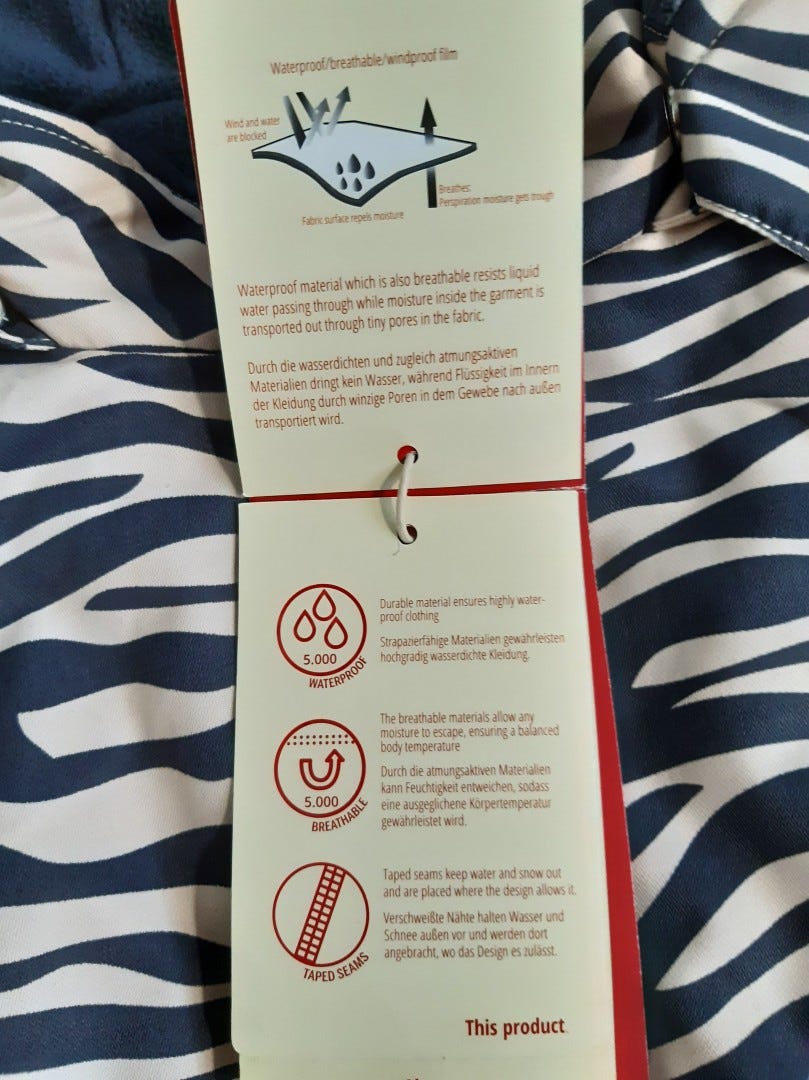 Waterproof/breathable/windproof film
Wind and water
are blocked
Breathes:
Perspiration moisture gets trough
Fabric surface repels moisture
Waterproof material which is also breathable resists liquid
water passing through while moisture inside the garment is
transported out through tiny pores in the fabric.
Durch die wasserdichten und zugleich atmungsaktiven
Materialien dringt kein Wasser, während Flüssigkeit im Innern
der Kleidung durch winzige Poren in dem Gewebe nach außen
transportiert wird.
5.000
WATERPROOF
Durable material ensures highly water-
proof clothing
Strapazierfähige Materialien gewährleisten
hochgradig wasserdichte Kleidung.
5.000
BREATHABLE
The breathable materials allow any
moisture to escape, ensuring a balanced
body temperature
Durch die atmungsaktiven Materialien
kann Feuchtigkeit entweichen, sodass
eine ausgeglichene Körpertemperatur
gewährleistet wird.
TAPED SEAMS
Taped seams keep water and snow out
and are placed where the design allows it.
Verschweißte Nähte halten Wasser und
Schnee außen vor und werden dort
angebracht, wo das Design es zulässt.
This product